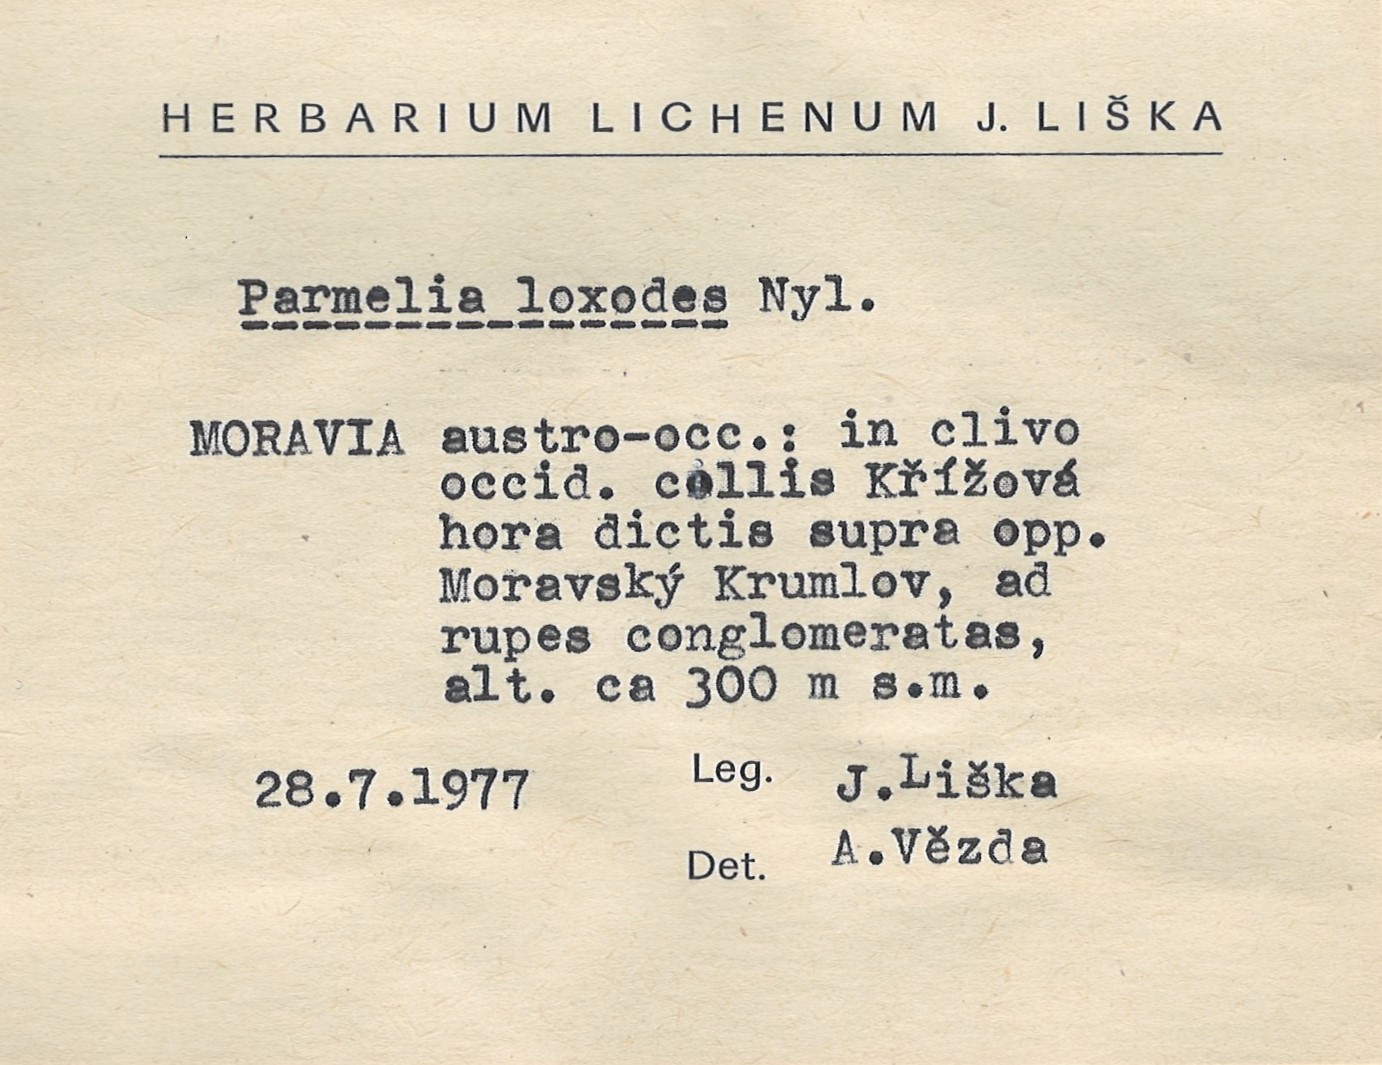 HERBARIUM LICHENUM J. LIŠKA
Parmelia loxodes Nyl.
MORAVIA austro-occ.: in clivo
occid. collis Křížová
hora dictis supra opp.
Moravský Krumlov, ad
rupes conglomeratas,
alt. ca 300 m s.m.
28.7.1977 Leg. J.Liška
Det. A.Vězda